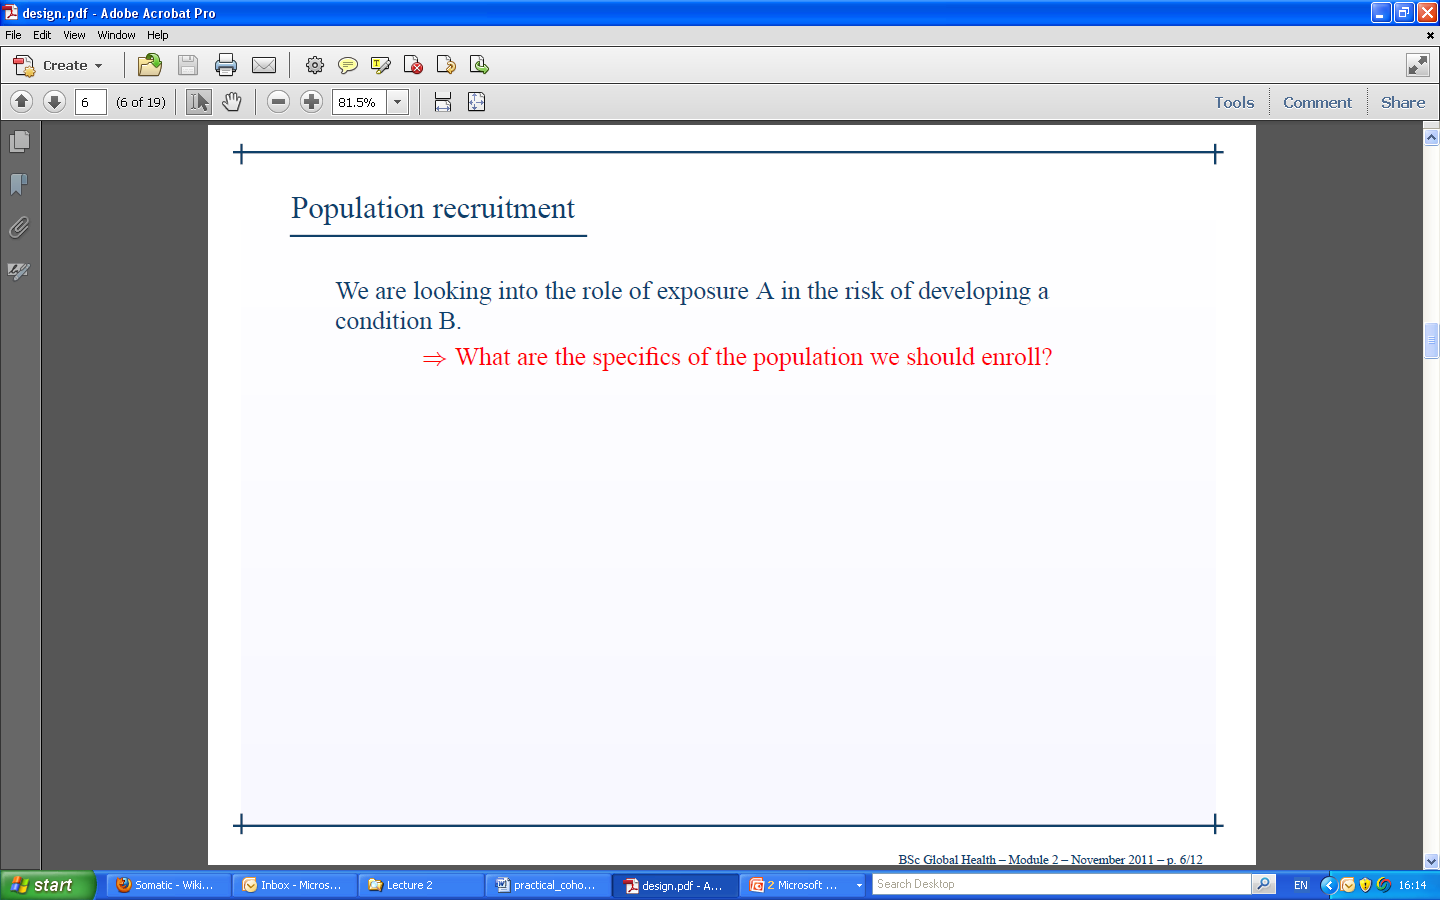 design.pdf - Adobe Acrobat Pro
File Edit View Window Help
Create
6 (6 of 19) 81.5% Tools Comment Share
Population recruitment
We are looking into the role of exposure A in the risk of developing a
condition B.
⇒ What are the specifics of the population we should enroll?
BSc Global Health – Module 2 – November 2011 – p. 6/12
start Somatic - Wiki... Inbox - Micros... Lecture 2 practical_coho... design.pdf - A... 2 Microsoft ... Search Desktop EN 16:14